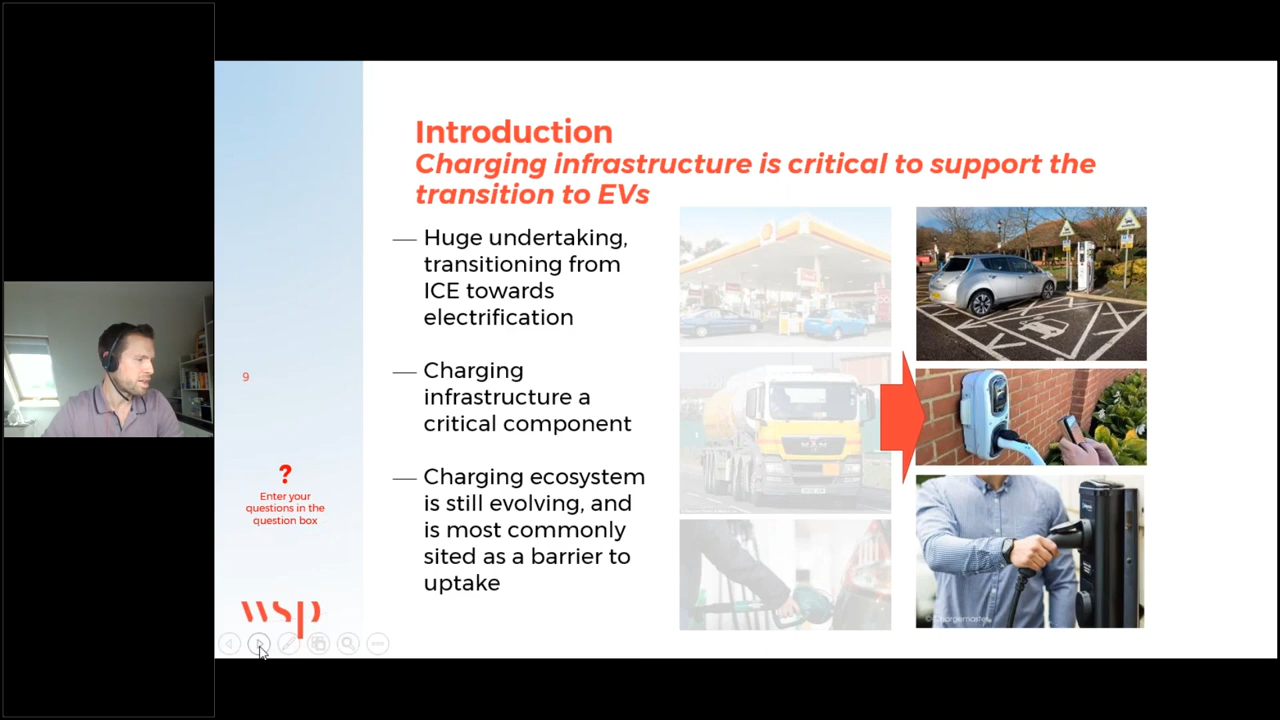 Introduction
Charging infrastructure is critical to support the
transition to EVs
— Huge undertaking,
transitioning from
ICE towards
electrification
— Charging
infrastructure a
critical component
— Charging ecosystem
is still evolving, and
is most commonly
sited as a barrier to
uptake
9
?
Enter your
questions in the
question box
wsp
©Chargemaster